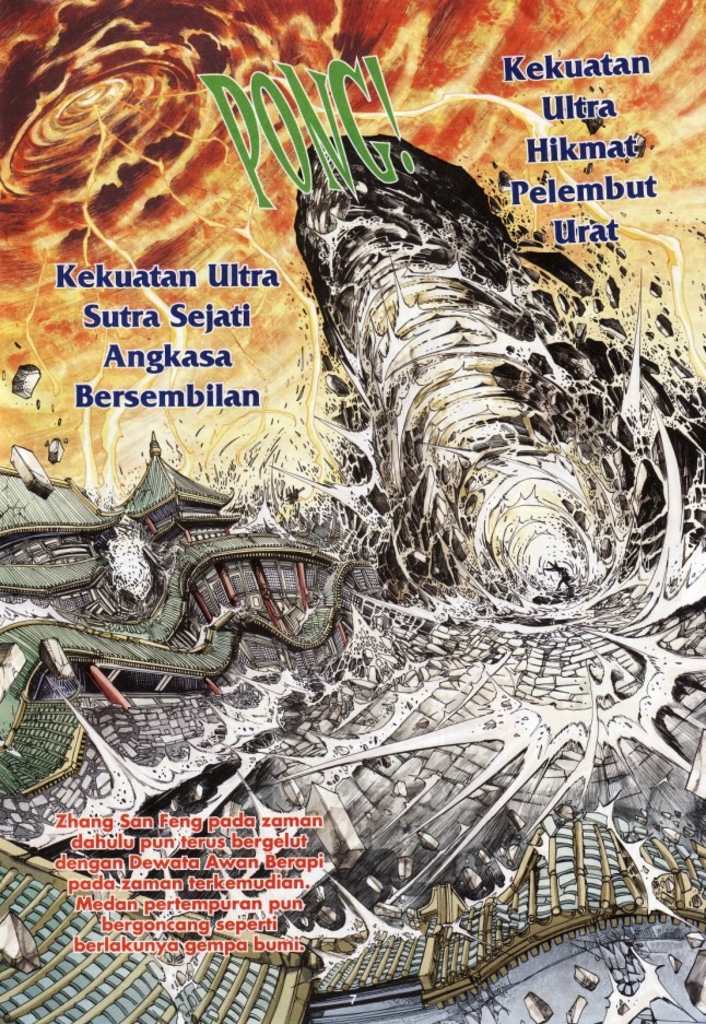 PONG!
Kekuatan
Ultra
Hikmat
Pelembut
Urat
Kekuatan Ultra
Sutra Sejati
Angkasa
Bersembilan
Zhang San Feng pada zaman
dahulu pun terus bergelut
dengan Dewata Awan Berapi
pada zaman terkemudian.
Medan pertempuran pun
bergoncang seperti
berlakunya gempa bumi.
7